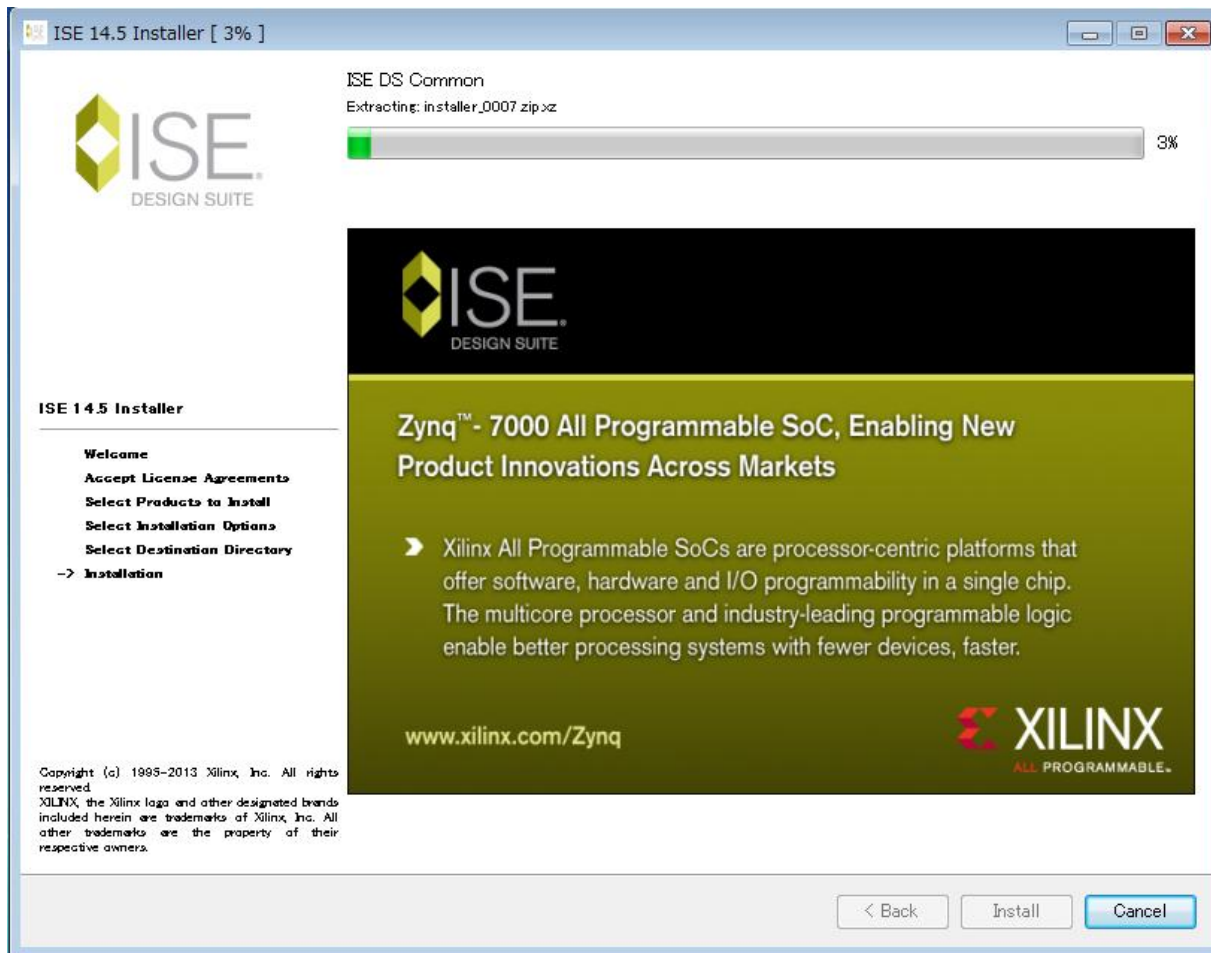 ISE 14.5 Installer [ 3% ]
ISE DS Common
Extracting: installer_0007.zip.xz
3%
ISE®
DESIGN SUITE
ISE®
DESIGN SUITE
Zynq™- 7000 All Programmable SoC, Enabling New
Product Innovations Across Markets
Xilinx All Programmable SoCs are processor-centric platforms that
offer software, hardware and I/O programmability in a single chip.
The multicore processor and industry-leading programmable logic
enable better processing systems with fewer devices, faster.
www.xilinx.com/Zynq
XILINX
ALL PROGRAMMABLE™
ISE 14.5 Installer
Welcome
Accept License Agreements
Select Products to Install
Select Installation Options
Select Destination Directory
-> Installation
Copyright (c) 1995-2013 Xilinx, Inc. All rights
reserved.
XILINX, the Xilinx logo and other designated brands
included herein are trademarks of Xilinx, Inc. All
other trademarks are the property of their
respective owners.
< Back
Install
Cancel